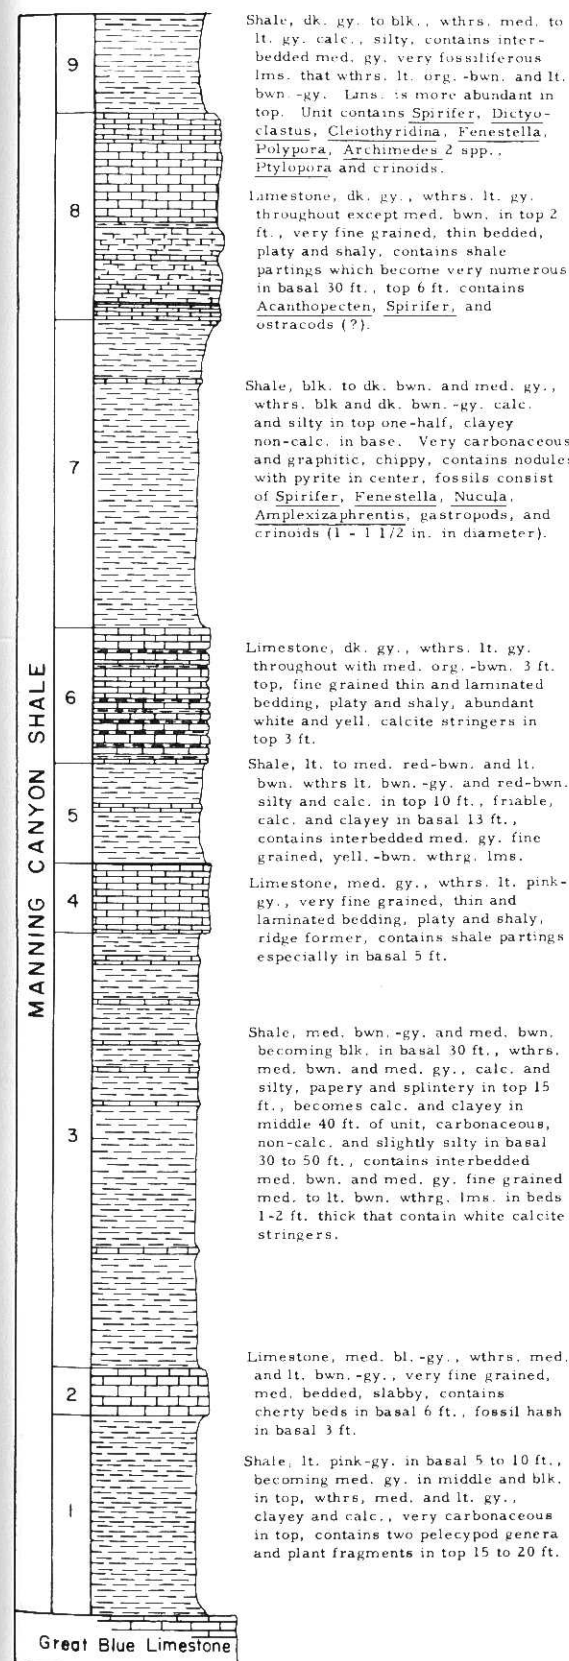 9
Shale, dk. gy. to blk., wthrs. med. to
lt. gy. calc., silty, contains inter-
bedded med. gy. very fossiliferous
lms. that wthrs. lt. org. -bwn. and lt.
bwn. -gy. Lms. is more abundant in
top. Unit contains Spirifer, Dictyo-
clastus, Cleiothyridina, Fenestella,
Polypora, Archimedes 2 spp.,
Ptylopora and crinoids.
8
Limestone, dk. gy., wthrs. lt. gy.
throughout except med. bwn. in top 2
ft., very fine grained, thin bedded,
platy and shaly, contains shale
partings which become very numerous
in basal 30 ft., top 6 ft. contains
Acanthopecten, Spirifer, and
ostracods (?).
7
Shale, blk. to dk. bwn. and med. gy.,
wthrs. blk and dk. bwn. -gy. calc.
and silty in top one-half, clayey
non-calc. in base. Very carbonaceous
and graphitic, chippy, contains nodules
with pyrite in center, fossils consist
of Spirifer, Fenestella, Nucula,
Amplexizaphrentis, gastropods, and
crinoids (1 - 1 1/2 in. in diameter).
MANNING CANYON SHALE
6
Limestone, dk. gy., wthrs. lt. gy.
throughout with med. org. -bwn. 3 ft.
top, fine grained thin and laminated
bedding, platy and shaly, abundant
white and yell. calcite stringers in
top 3 ft.
5
Shale, lt. to med. red-bwn. and lt.
bwn. wthrs lt. bwn. -gy. and red-bwn.
silty and calc. in top 10 ft., friable,
calc. and clayey in basal 13 ft.,
contains interbedded med. gy. fine
grained, yell. -bwn. wthrg. lms.
4
Limestone, med. gy., wthrs. lt. pink-
gy., very fine grained, thin and
laminated bedding, platy and shaly,
ridge former, contains shale partings
especially in basal 5 ft.
3
Shale, med. bwn. -gy. and med. bwn.
becoming blk. in basal 30 ft., wthrs.
med. bwn. and med. gy., calc. and
silty, papery and splintery in top 15
ft., becomes calc. and clayey in
middle 40 ft. of unit, carbonaceous,
non-calc. and slightly silty in basal
30 to 50 ft., contains interbedded
med. bwn. and med. gy. fine grained
med. to lt. bwn. wthrg. lms. in beds
1-2 ft. thick that contain white calcite
stringers.
2
Limestone, med. bl. -gy., wthrs. med.
and lt. bwn. -gy., very fine grained,
med. bedded, slabby, contains
cherty beds in basal 6 ft., fossil hash
in basal 3 ft.
1
Shale, lt. pink-gy. in basal 5 to 10 ft.,
becoming med. gy. in middle and blk.
in top, wthrs, med. and lt. gy.,
clayey and calc., very carbonaceous
in top, contains two pelecypod genera
and plant fragments in top 15 to 20 ft.
Great Blue Limestone